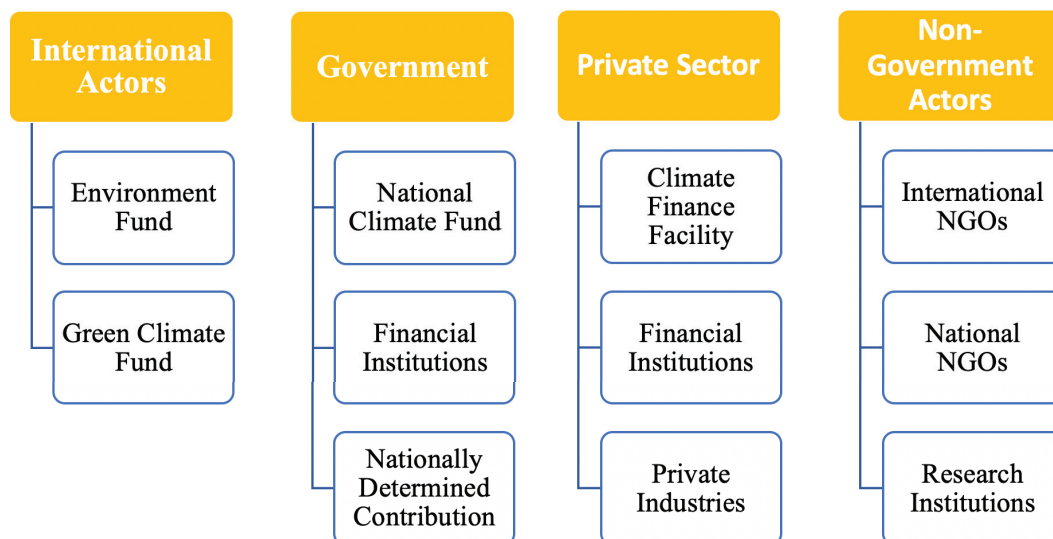 International
Actors
Environment
Fund
Green Climate
Fund
Government
National
Climate Fund
Financial
Institutions
Nationally
Determined
Contribution
Private Sector
Climate
Finance
Facility
Financial
Institutions
Private
Industries
Non-
Government
Actors
International
NGOs
National
NGOs
Research
Institutions